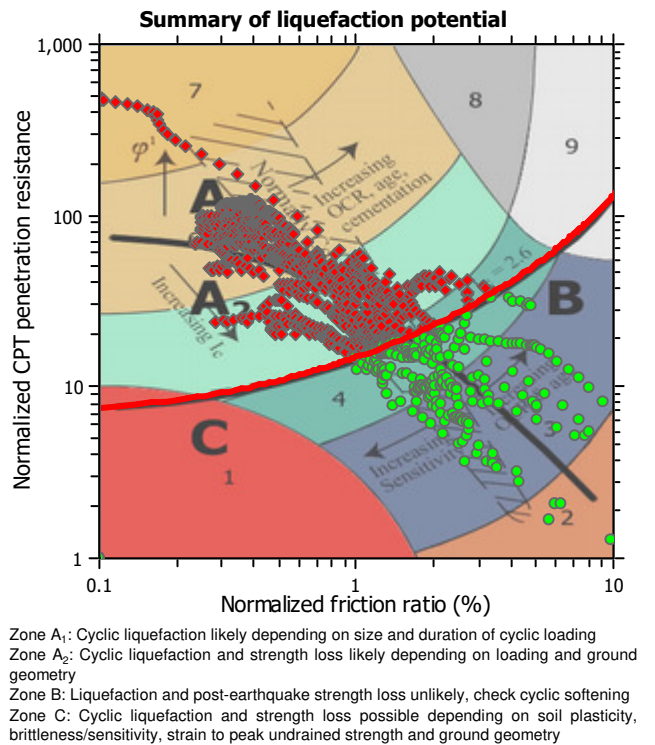 Summary of liquefaction potential
Normalized CPT penetration resistance
1,000
100
10
1
0.1
1
10
Normalized friction ratio (%)
7
8
9
φ'
Increasing
OCR, age,
cementation
A
A2
Increasing Ic
= 2.6
B
4
C
1
Increasing
Sensitivity
3
2
Zone A1: Cyclic liquefaction likely depending on size and duration of cyclic loading
Zone A2: Cyclic liquefaction and strength loss likely depending on loading and ground
geometry
Zone B: Liquefaction and post-earthquake strength loss unlikely, check cyclic softening
Zone C: Cyclic liquefaction and strength loss possible depending on soil plasticity,
brittleness/sensitivity, strain to peak undrained strength and ground geometry